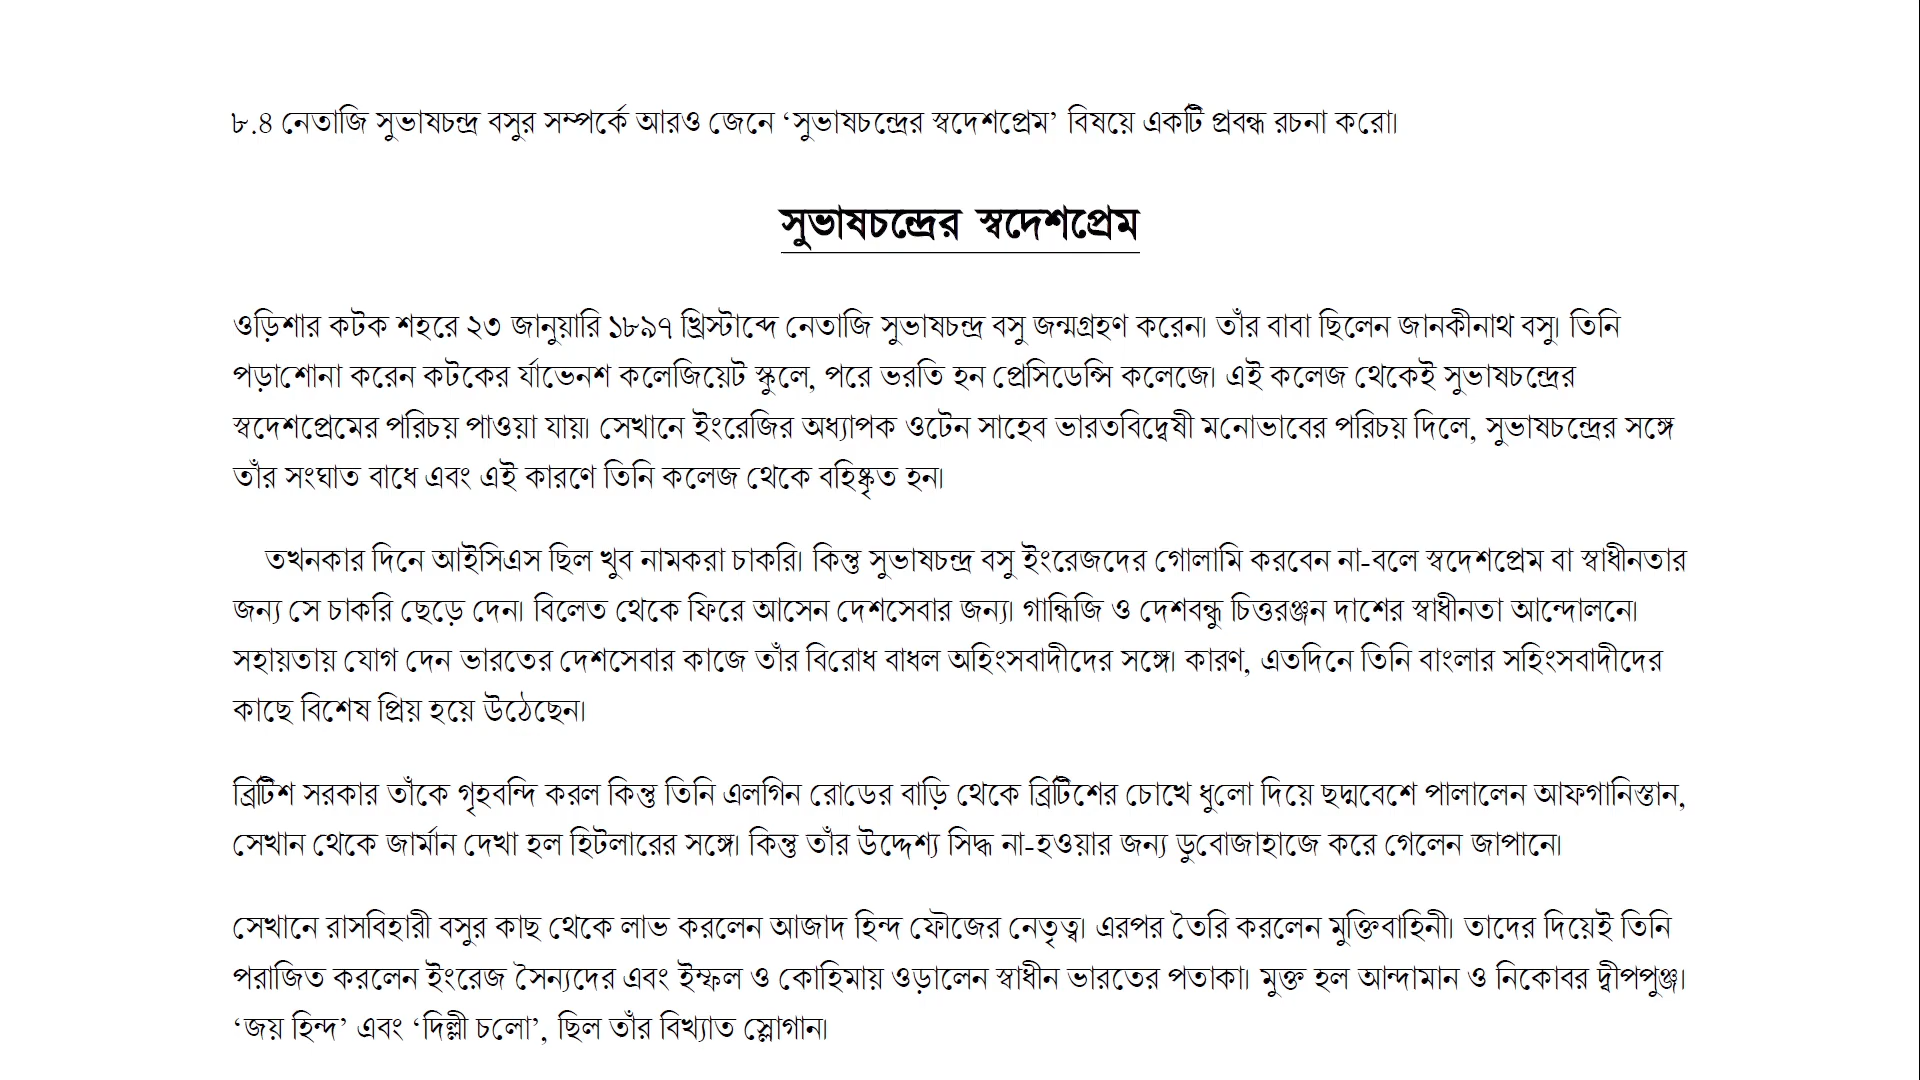 ৮.৪ নেতাজি সুভাষচন্দ্র বসুর সম্পর্কে আরও জেনে ‘সুভাষচন্দ্রের স্বদেশপ্রেম’ বিষয়ে একটি প্রবন্ধ রচনা করো।
সুভাষচন্দ্রের স্বদেশপ্রেম
ওড়িশার কটক শহরে ২৩ জানুয়ারি ১৮৯৭ খ্রিস্টাব্দে নেতাজি সুভাষচন্দ্র বসু জন্মগ্রহণ করেন। তাঁর বাবা ছিলেন জানকীনাথ বসু। তিনি
পড়াশোনা করেন কটকের র্যাভেনশ কলেজিয়েট স্কুলে, পরে ভরতি হন প্রেসিডেন্সি কলেজে। এই কলেজ থেকেই সুভাষচন্দ্রের
স্বদেশপ্রেমের পরিচয় পাওয়া যায়। সেখানে ইংরেজির অধ্যাপক ওটেন সাহেব ভারতবিদ্বেষী মনোভাবের পরিচয় দিলে, সুভাষচন্দ্রের সঙ্গে
তাঁর সংঘাত বাধে এবং এই কারণে তিনি কলেজ থেকে বহিষ্কৃত হন।
তখনকার দিনে আইসিএস ছিল খুব নামকরা চাকরি। কিন্তু সুভাষচন্দ্র বসু ইংরেজদের গোলামি করবেন না-বলে স্বদেশপ্রেম বা স্বাধীনতার
জন্য সে চাকরি ছেড়ে দেন। বিলেত থেকে ফিরে আসেন দেশসেবার জন্য। গান্ধিজি ও দেশবন্ধু চিত্তরঞ্জন দাশের স্বাধীনতা আন্দোলনে।
সহায়তায় যোগ দেন ভারতের দেশসেবার কাজে তাঁর বিরোধ বাধল অহিংসবাদীদের সঙ্গে। কারণ, এতদিনে তিনি বাংলার সহিংসবাদীদের
কাছে বিশেষ প্রিয় হয়ে উঠেছেন।
ব্রিটিশ সরকার তাঁকে গৃহবন্দি করল কিন্তু তিনি এলগিন রোডের বাড়ি থেকে ব্রিটিশের চোখে ধুলো দিয়ে ছদ্মবেশে পালালেন আফগানিস্তান,
সেখান থেকে জার্মান দেখা হল হিটলারের সঙ্গে। কিন্তু তাঁর উদ্দেশ্য সিদ্ধ না-হওয়ার জন্য ডুবোজাহাজে করে গেলেন জাপানে।
সেখানে রাসবিহারী বসুর কাছ থেকে লাভ করলেন আজাদ হিন্দ ফৌজের নেতৃত্ব। এরপর তৈরি করলেন মুক্তিবাহিনী। তাদের দিয়েই তিনি
পরাজিত করলেন ইংরেজ সৈন্যদের এবং ইম্ফল ও কোহিমায় ওড়ালেন স্বাধীন ভারতের পতাকা। মুক্ত হল আন্দামান ও নিকোবর দ্বীপপুঞ্জ।
‘জয় হিন্দ’ এবং ‘দিল্লী চলো’, ছিল তাঁর বিখ্যাত স্লোগান।